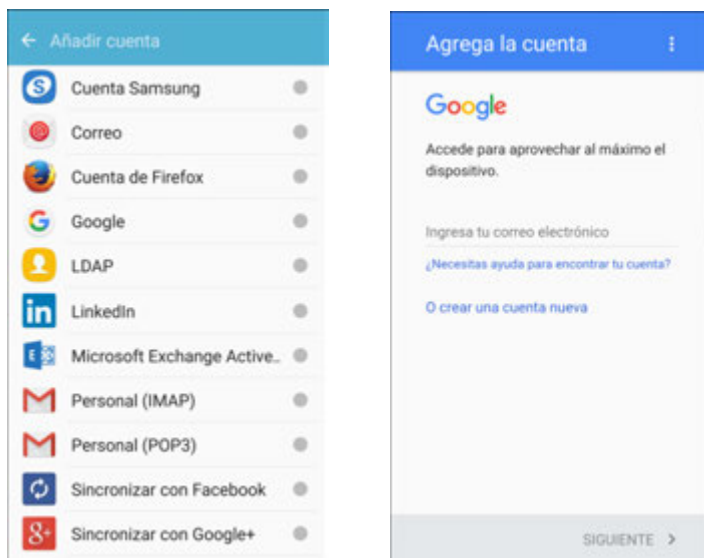 Añadir cuenta
Cuenta Samsung
Correo
Cuenta de Firefox
Google
LDAP
LinkedIn
Microsoft Exchange Active..
Personal (IMAP)
Personal (POP3)
Sincronizar con Facebook
Sincronizar con Google+
Agrega la cuenta
Google
Accede para aprovechar al máximo el
dispositivo.
Ingresa tu correo electrónico
¿Necesitas ayuda para encontrar tu cuenta?
O crear una cuenta nueva
SIGUIENTE